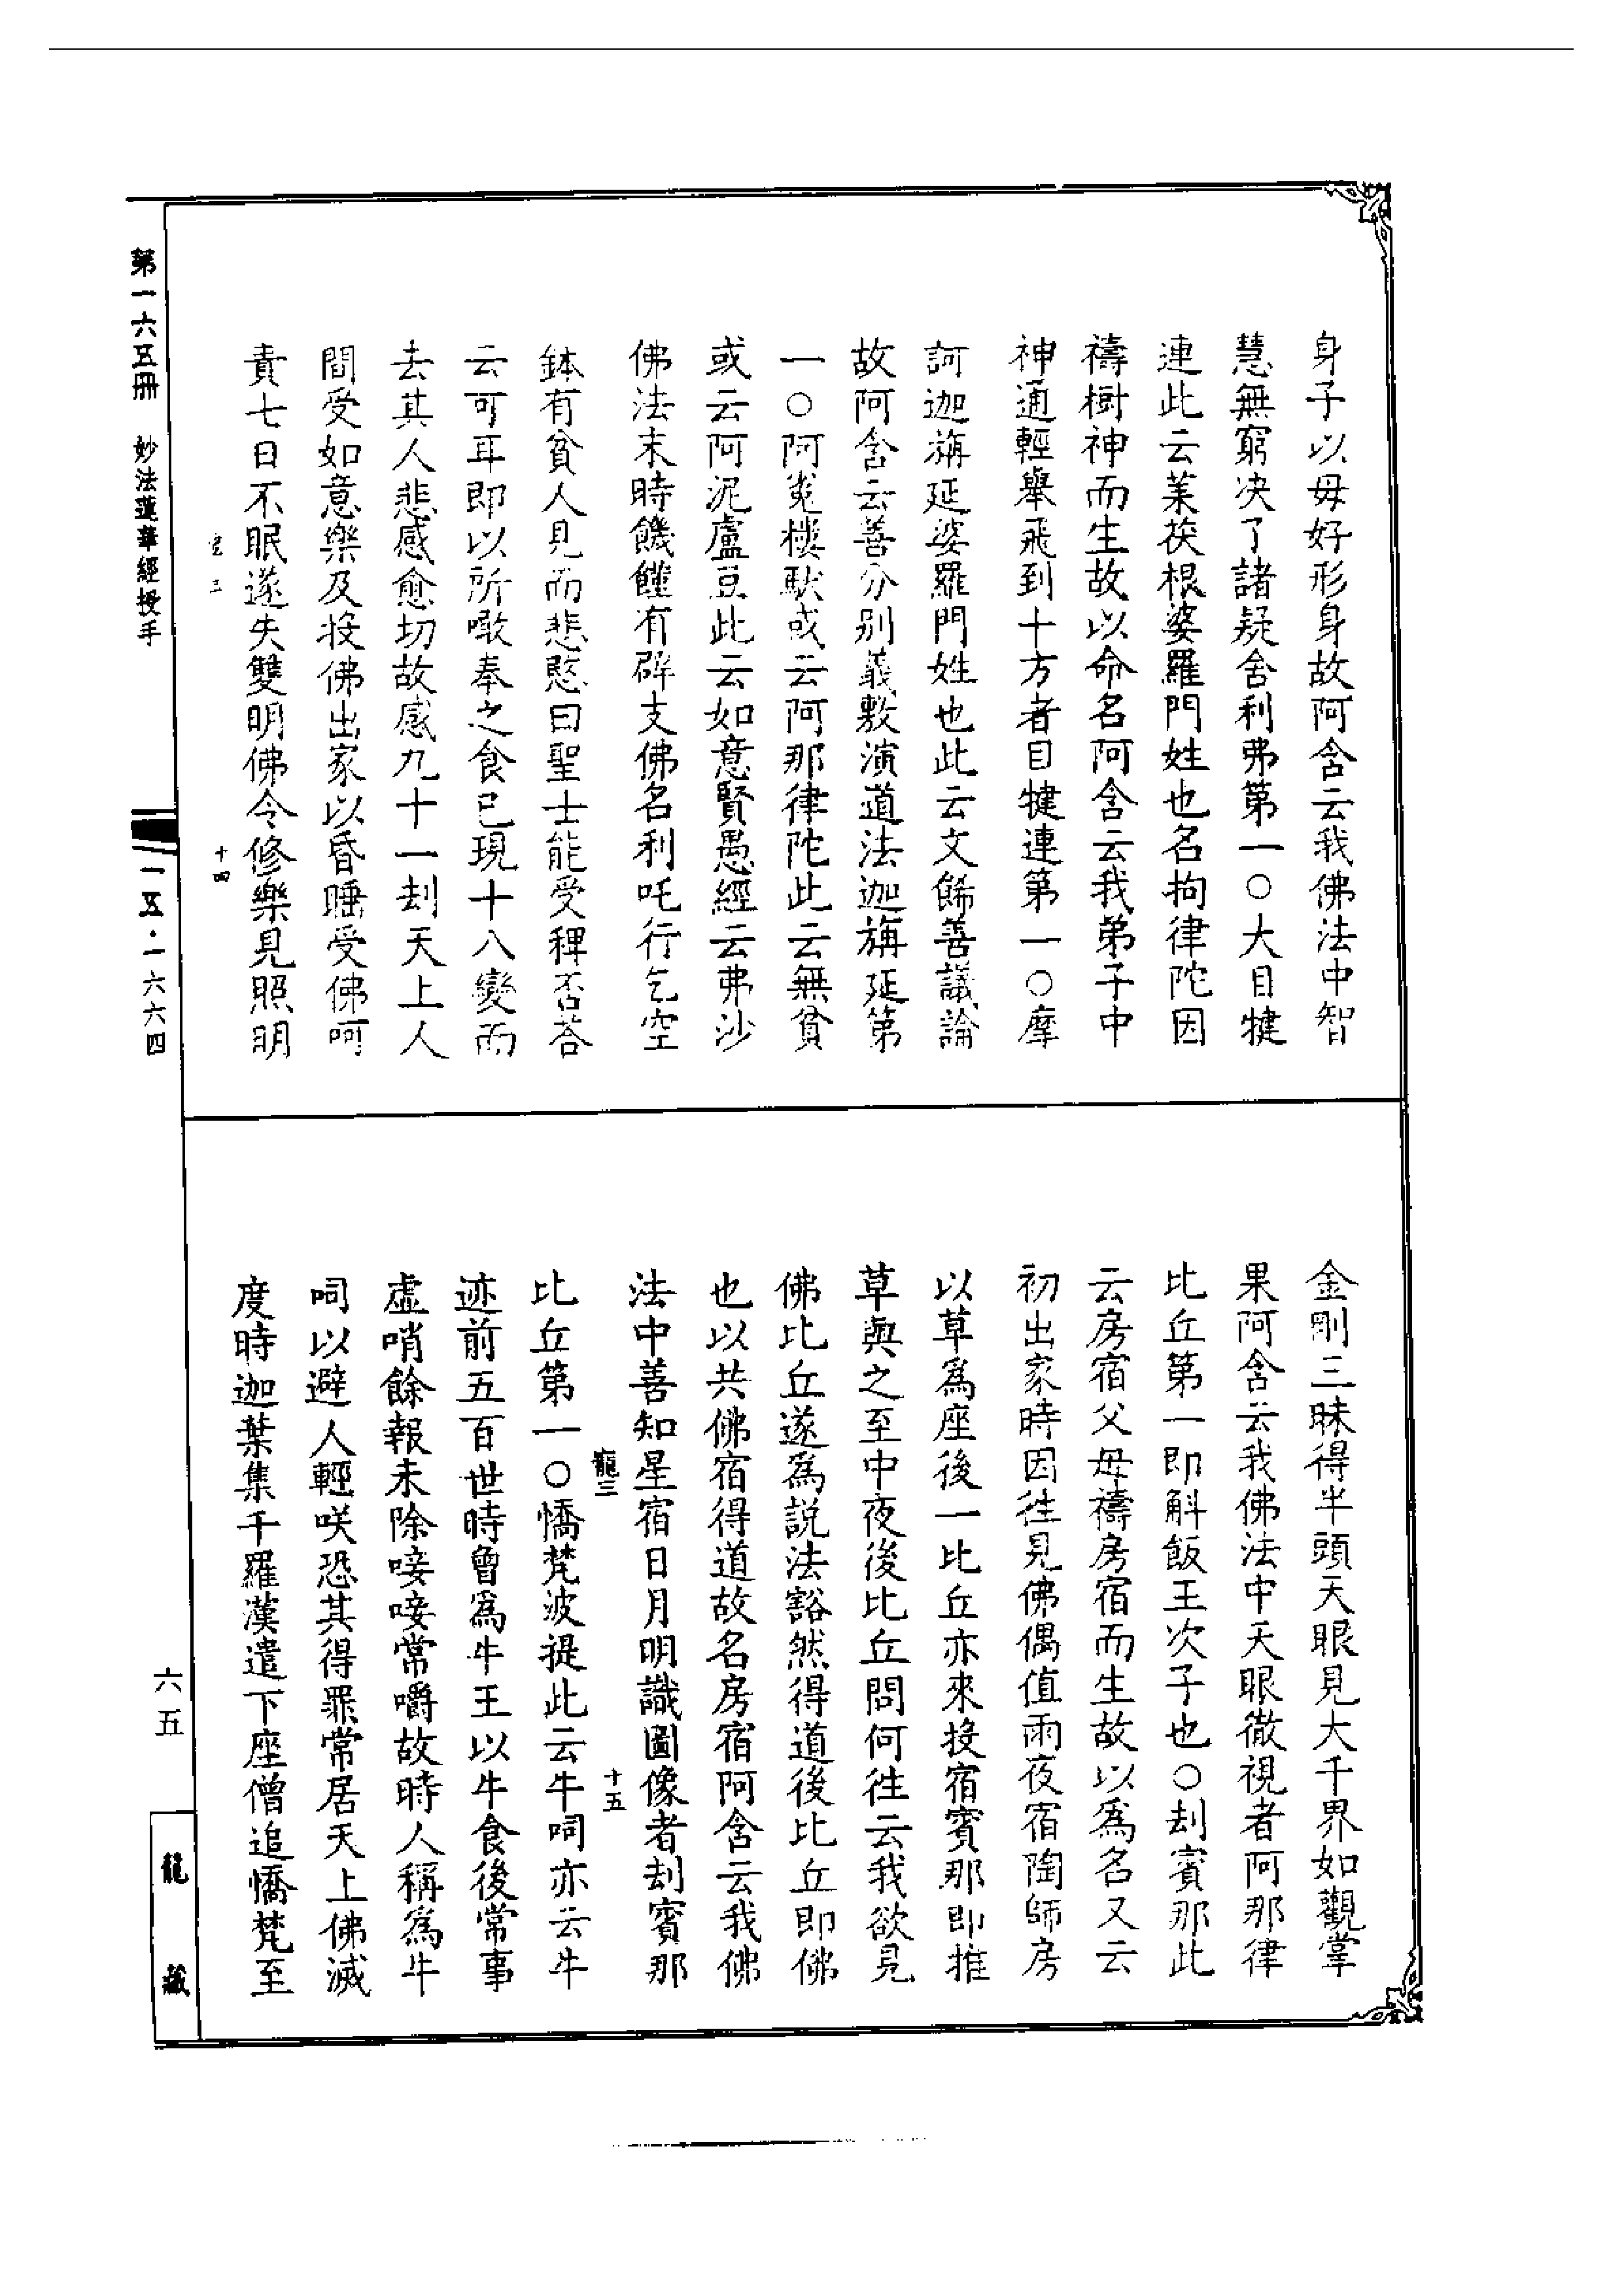 身子以母好形身故阿含云我佛法中智
慧無窮决了諸疑舍利弗第一○大目犍
連此云萊茯根婆羅門姓也名拘律陀因
禱樹神而生故以命名阿含云我弟子中
神通輕舉飛到十方者目犍連第一○摩
訶迦旃延婆羅門姓也此云文飾善議論
故阿含云善分别義敷演道法迦旃延第
一○阿㝹樓馱或云阿那律陀此云無貧
或云阿泥盧豆此云如意賢愚經云弗沙
佛法末時饑饉有辟支佛名利吒行乞空
鉢有貧人見而悲愍曰聖士能受稗否荅
云可耳即以所噉奉之食已現十八變而
去其人悲感愈切故感九十一刦天上人
間受如意樂及投佛出家以昏睡受佛呵
責七日不眠遂失雙明佛令修樂見照明
十四
金剛三昧得半頭天眼見大千界如觀掌
果阿含云我佛法中天眼徹視者阿那律
比丘第一即斛飯王次子也○刦賓那此
云房宿父母禱房宿而生故以爲名又云
初出家時因徃見佛偶值雨夜宿陶師房
以草爲座後一比丘亦來投宿賓那即推
草與之至中夜後比丘問何徃云我欲見
佛比丘遂爲説法豁然得道後比丘即佛
也以共佛宿得道故名房宿阿含云我佛
法中善知星宿日月明識圖像者刦賓那
龍三
十五
比丘第一○憍梵波提此云牛呞亦云牛
迹前五百世時曾爲牛王以牛食後常事
虛哨餘報未除唼唼常嚼故時人稱爲牛
呞以避人輕咲恐其得罪常居天上佛滅
度時迦葉集千羅漢遣下座僧追憍梵至
第一六五冊　妙法蓮華經授手
一五·一六六四
六五
龍藏